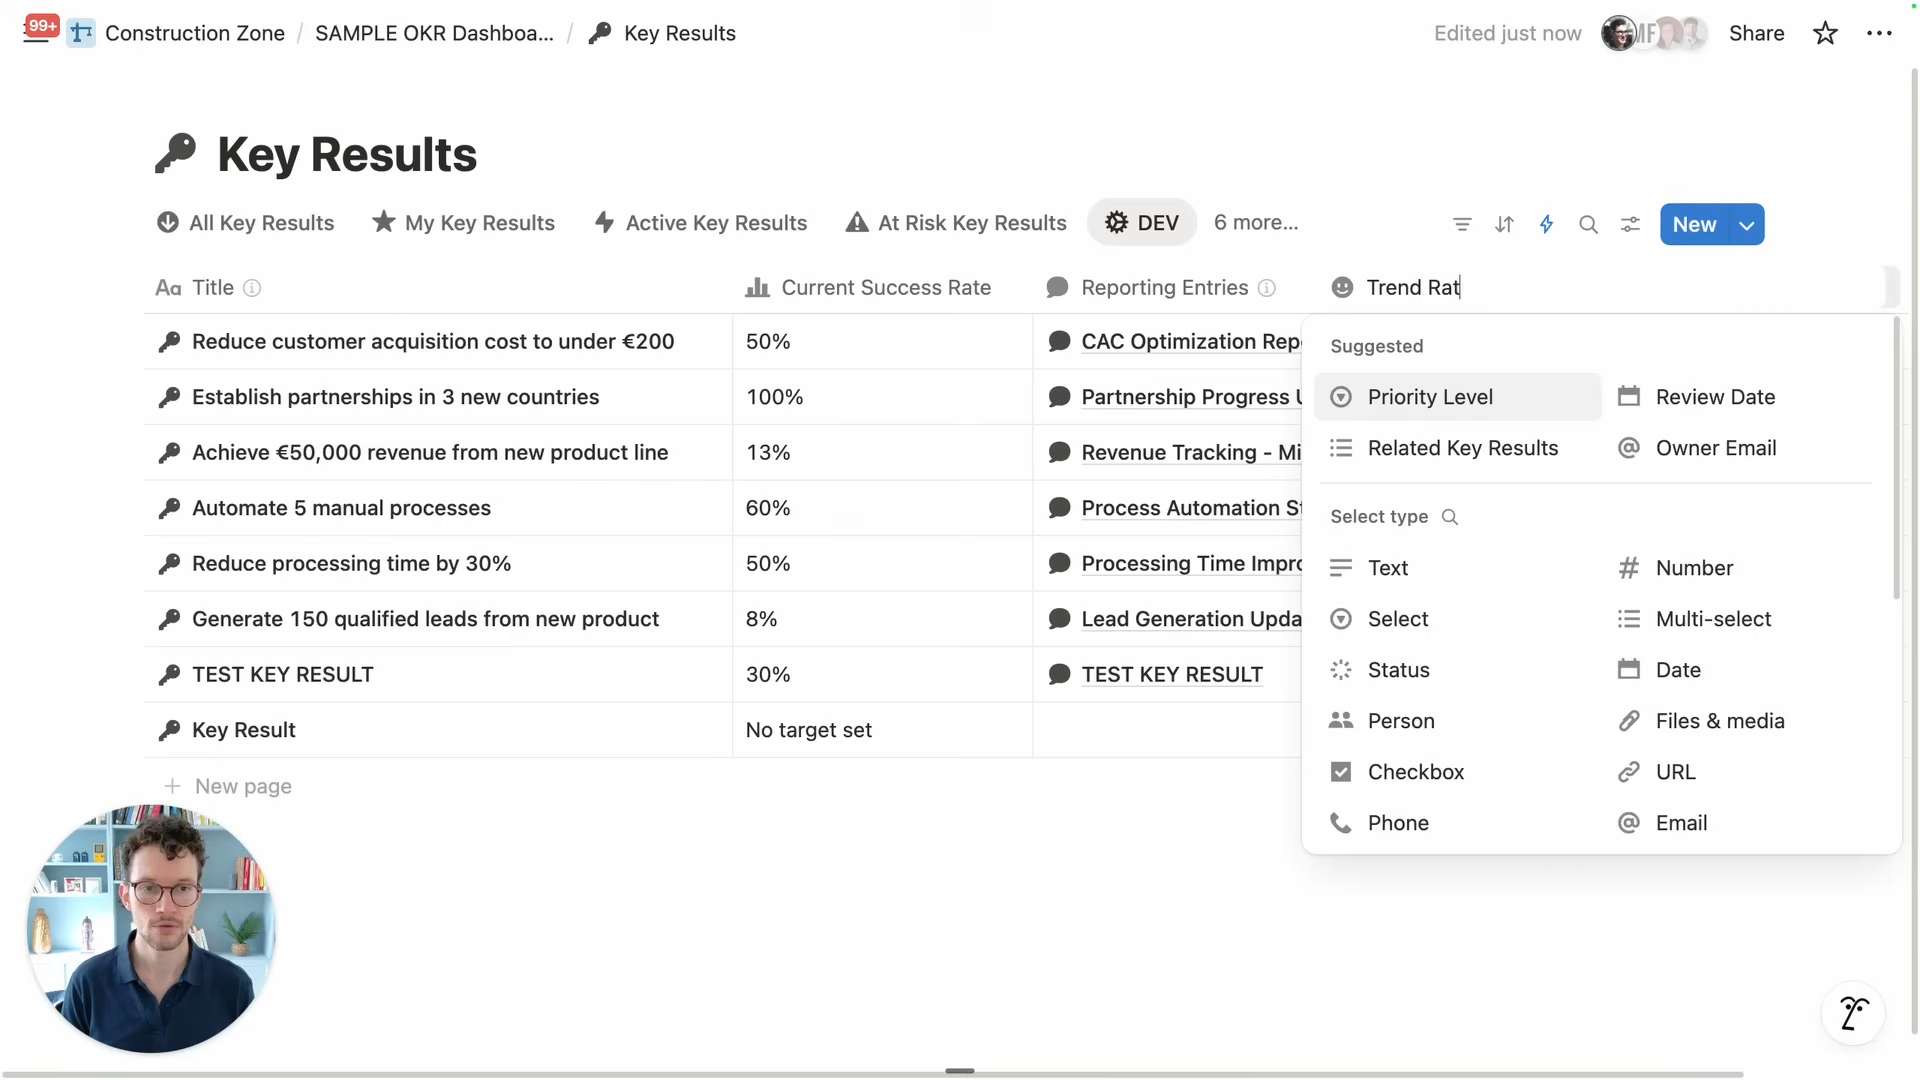 99+
Construction Zone / SAMPLE OKR Dashboa... / Key Results
Edited just now
MF
Share
Key Results
All Key Results
My Key Results
Active Key Results
At Risk Key Results
DEV
6 more...
New
Aa Title
Current Success Rate
Reporting Entries
Trend Rat
Reduce customer acquisition cost to under €200
50%
CAC Optimization Rep
Establish partnerships in 3 new countries
100%
Partnership Progress U
Achieve €50,000 revenue from new product line
13%
Revenue Tracking - Mi
Automate 5 manual processes
60%
Process Automation St
Reduce processing time by 30%
50%
Processing Time Impro
Generate 150 qualified leads from new product
8%
Lead Generation Upda
TEST KEY RESULT
30%
TEST KEY RESULT
Key Result
No target set
+ New page
Suggested
Priority Level
Review Date
Related Key Results
@ Owner Email
Select type
Text
# Number
Select
Multi-select
Status
Date
Person
Files & media
Checkbox
URL
Phone
@ Email